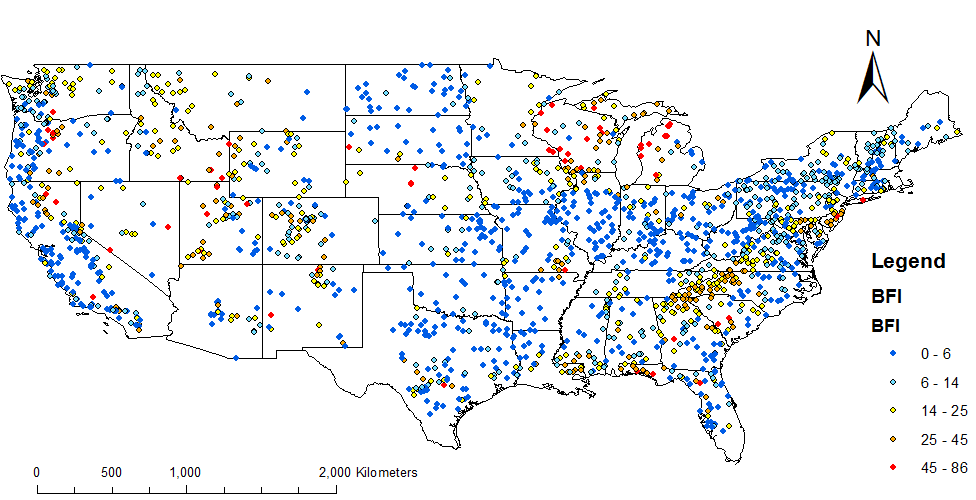 N
Legend
BFI
BFI
0 - 6
6 - 14
14 - 25
25 - 45
45 - 86
0 500 1,000 2,000 Kilometers